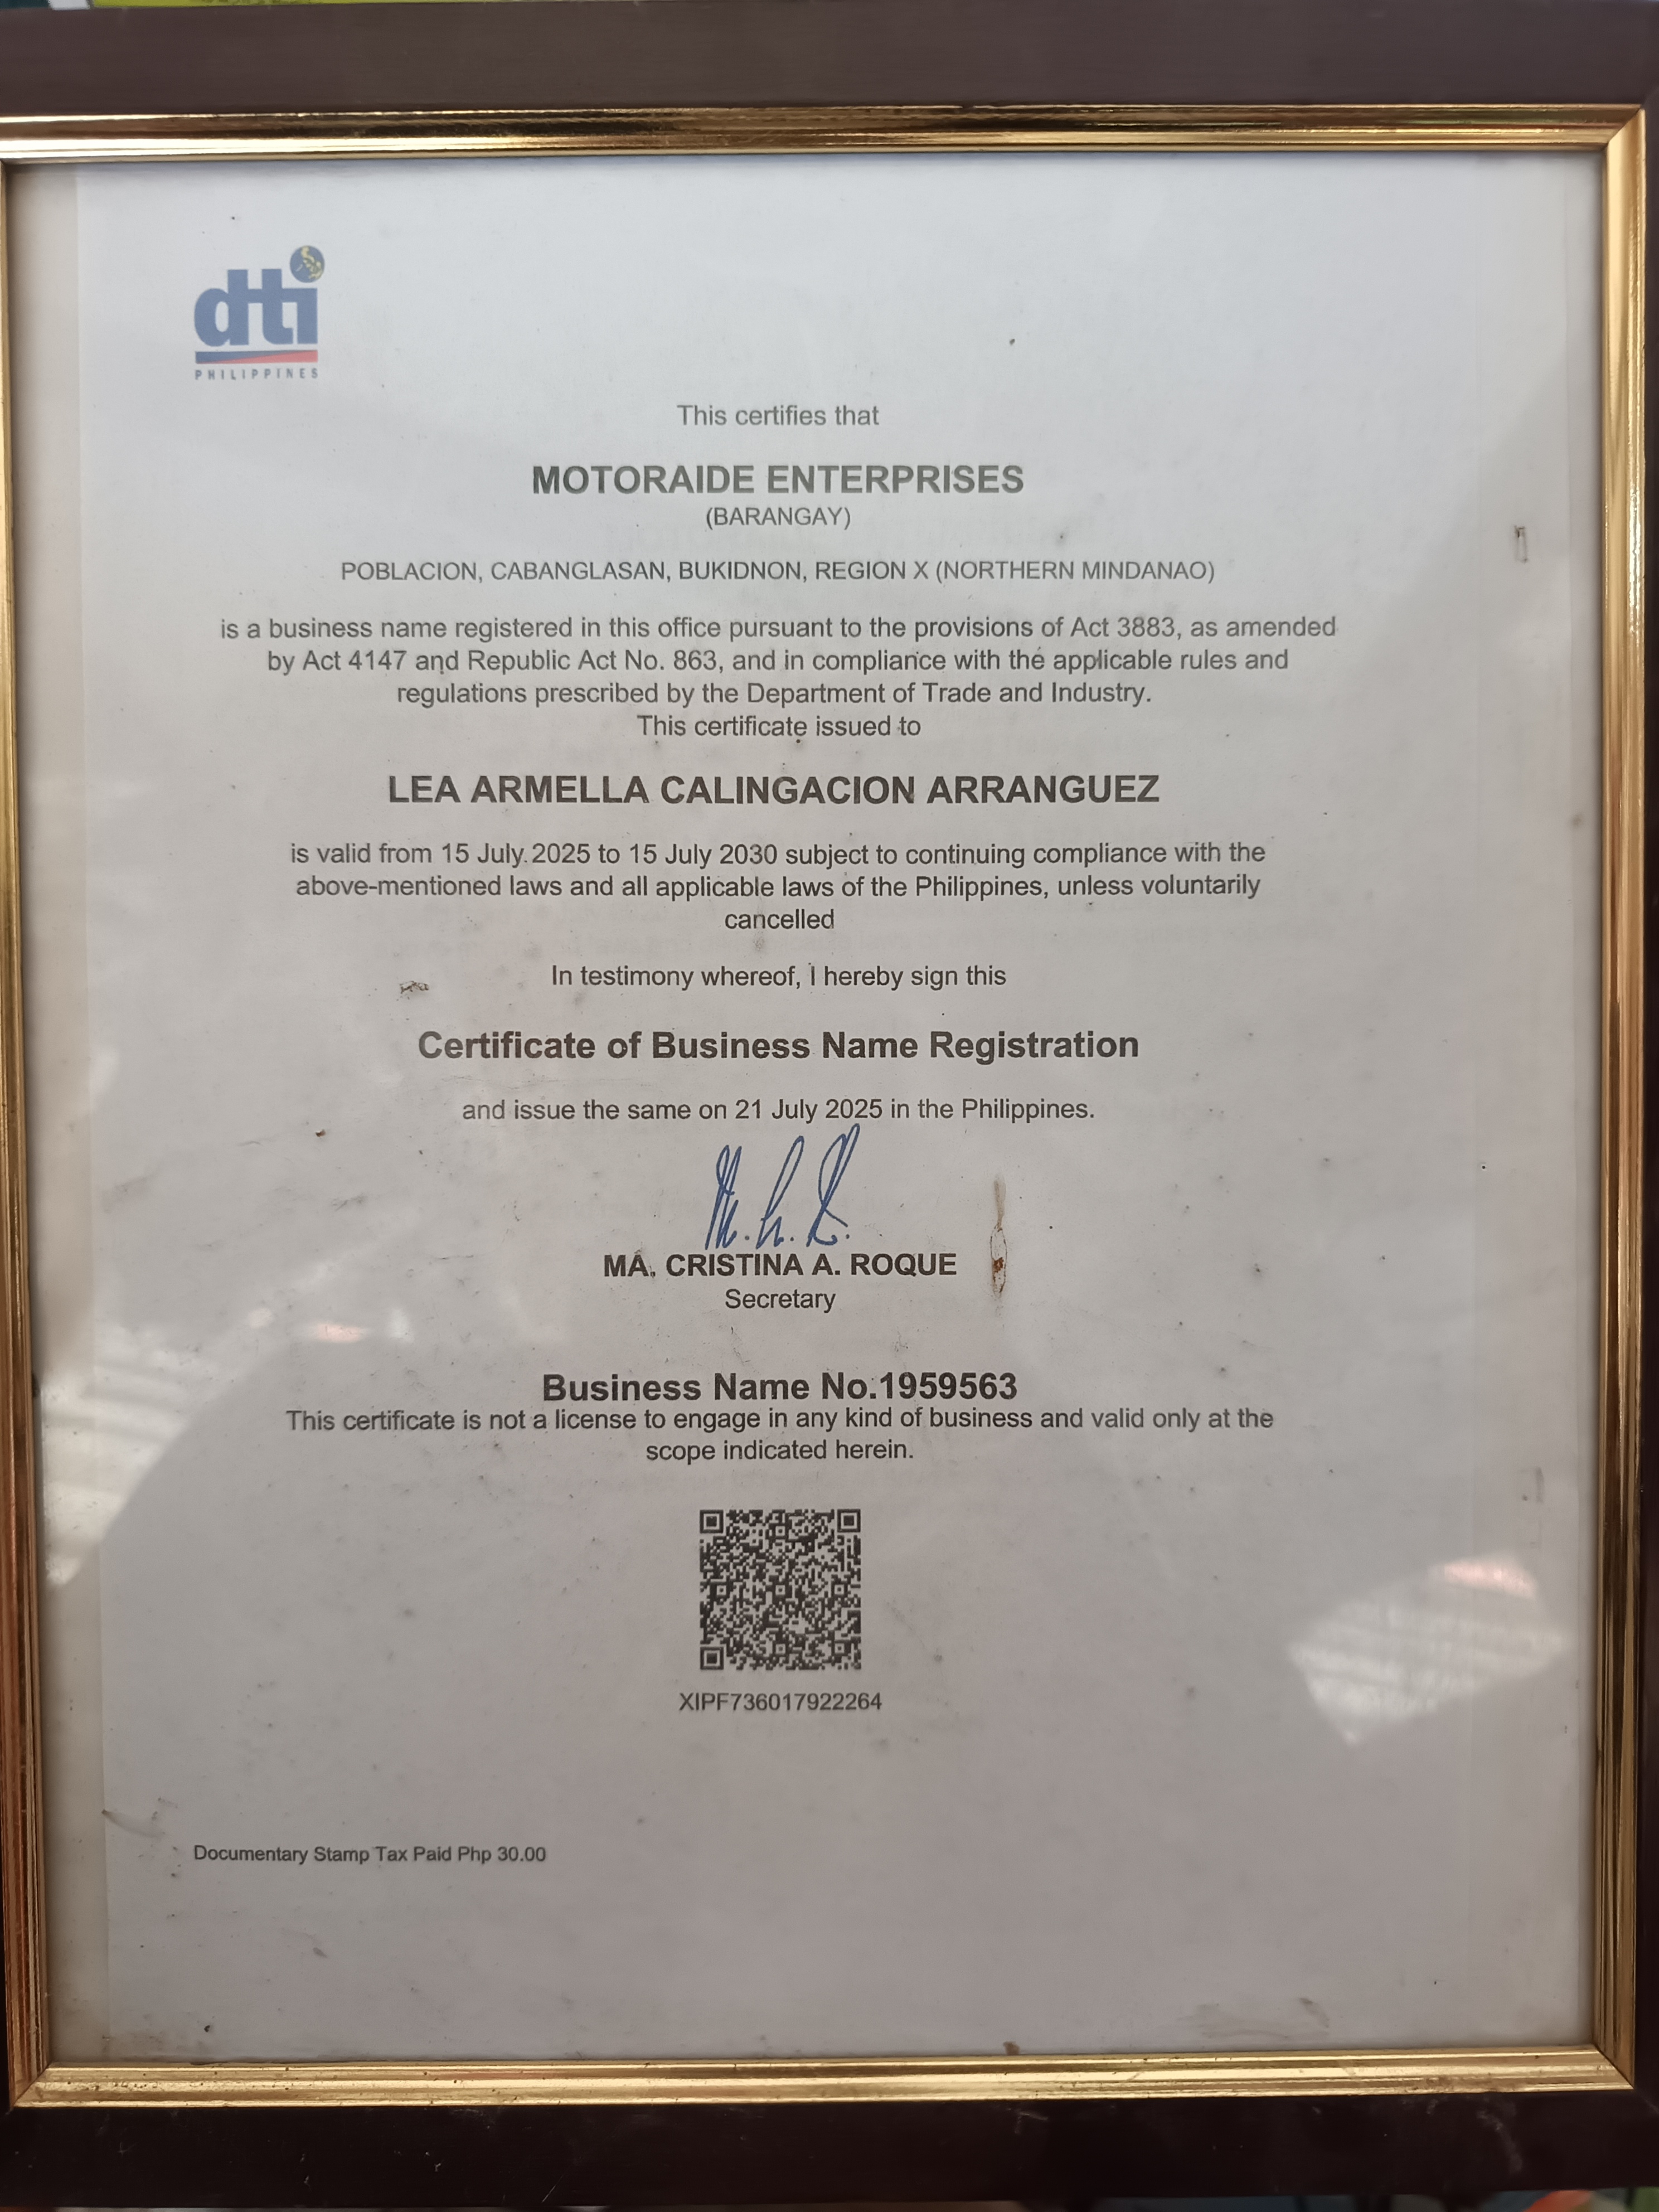 dti
PHILIPPINES
This certifies that
MOTORAIDE ENTERPRISES
(BARANGAY)
POBLACION, CABANGLASAN, BUKIDNON, REGION X (NORTHERN MINDANAO)
is a business name registered in this office pursuant to the provisions of Act 3883, as amended
by Act 4147 and Republic Act No. 863, and in compliance with the applicable rules and
regulations prescribed by the Department of Trade and Industry.
This certificate issued to
LEA ARMELLA CALINGACION ARRANGUEZ
is valid from 15 July 2025 to 15 July 2030 subject to continuing compliance with the
above-mentioned laws and all applicable laws of the Philippines, unless voluntarily
cancelled
In testimony whereof, I hereby sign this
Certificate of Business Name Registration
and issue the same on 21 July 2025 in the Philippines.
MA. CRISTINA A. ROQUE
Secretary
Business Name No.1959563
This certificate is not a license to engage in any kind of business and valid only at the
scope indicated herein.
XIPF736017922264
Documentary Stamp Tax Paid Php 30.00